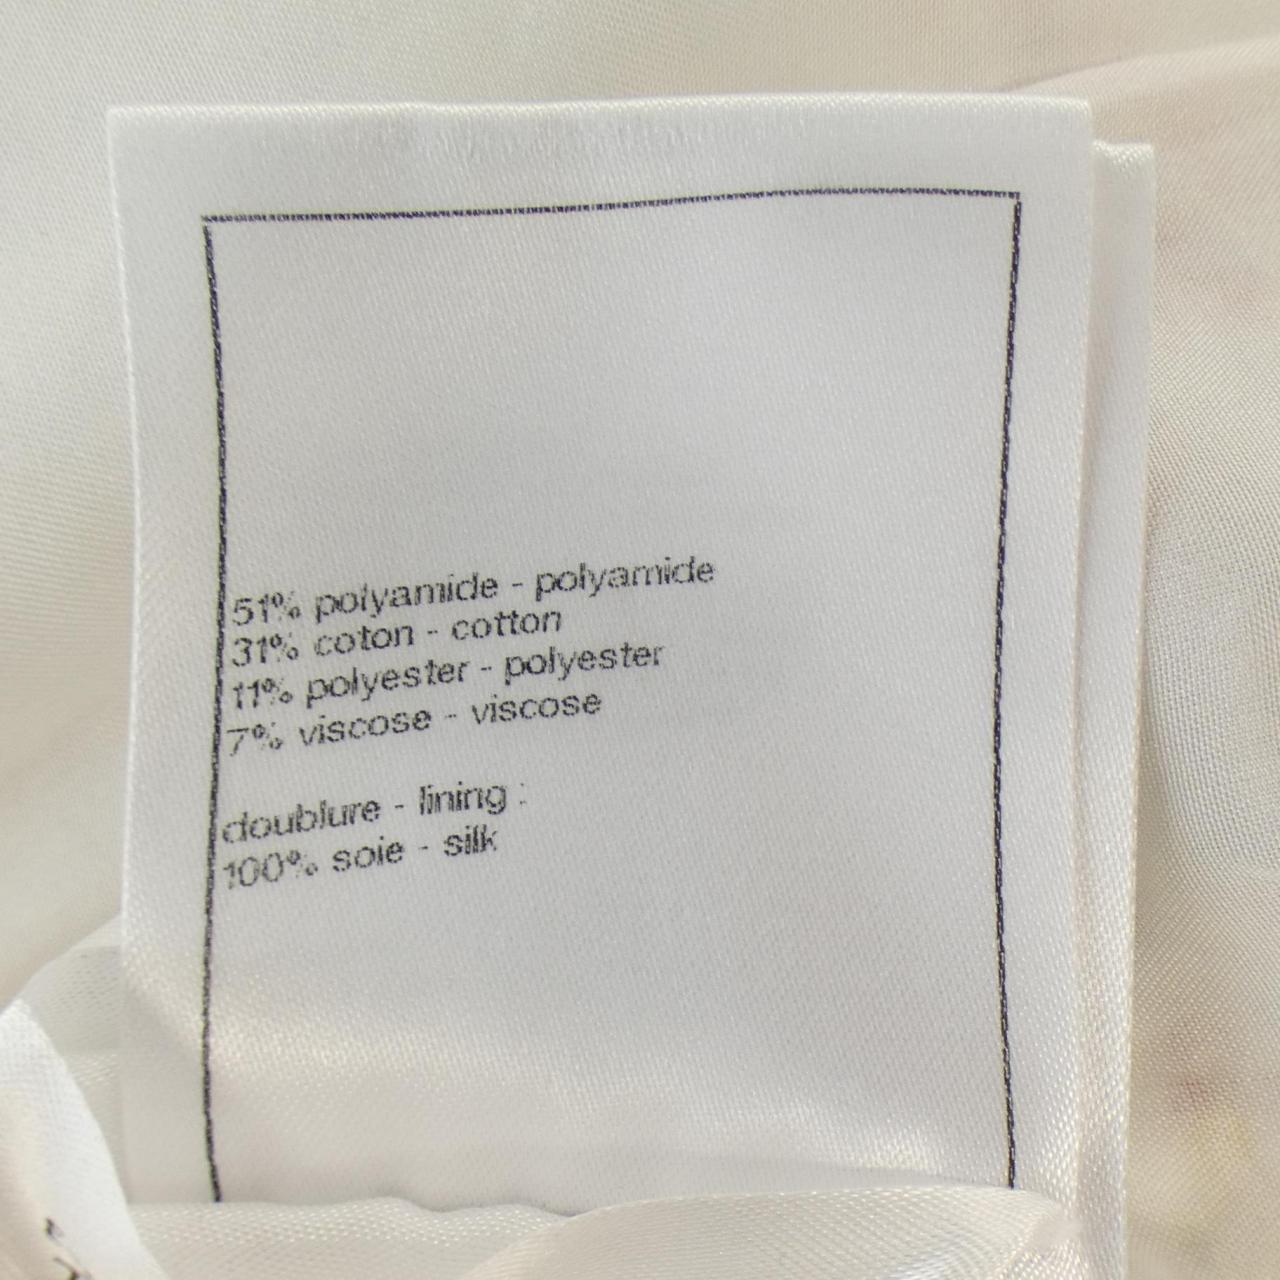 51% polyamide - polyamide
31% coton - cotton
11% polyester - polyester
7% viscose - viscose
doublure - lining :
100% soie - silk